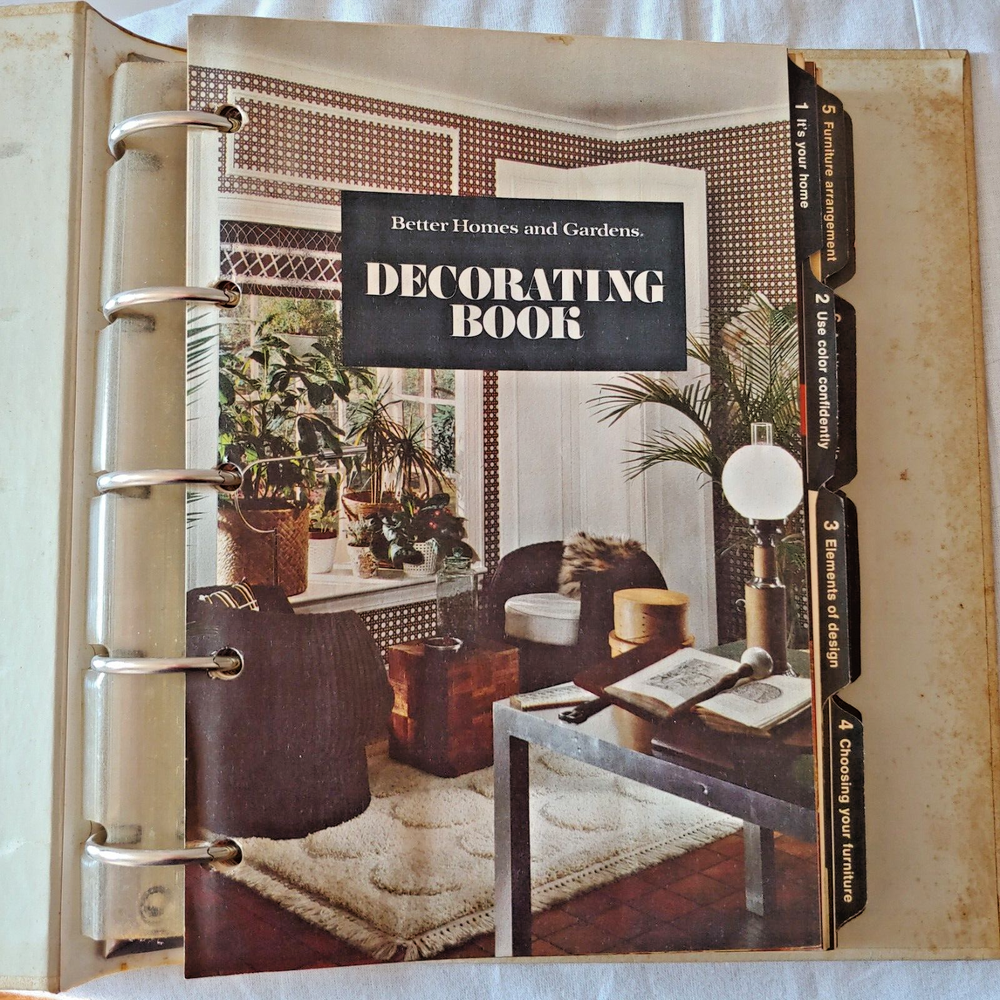 Better Homes and Gardens.
DECORATING
BOOK
1 It's your home
5 Furniture arrangement
2 Use color confidently
3 Elements of design
4 Choosing your furniture